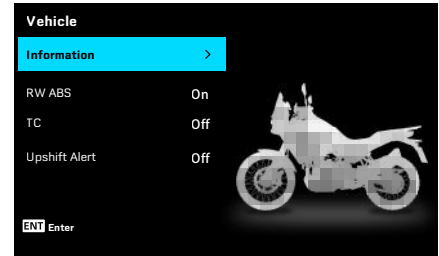 Vehicle
Information >
RW ABS On
TC Off
Upshift Alert Off
ENT Enter